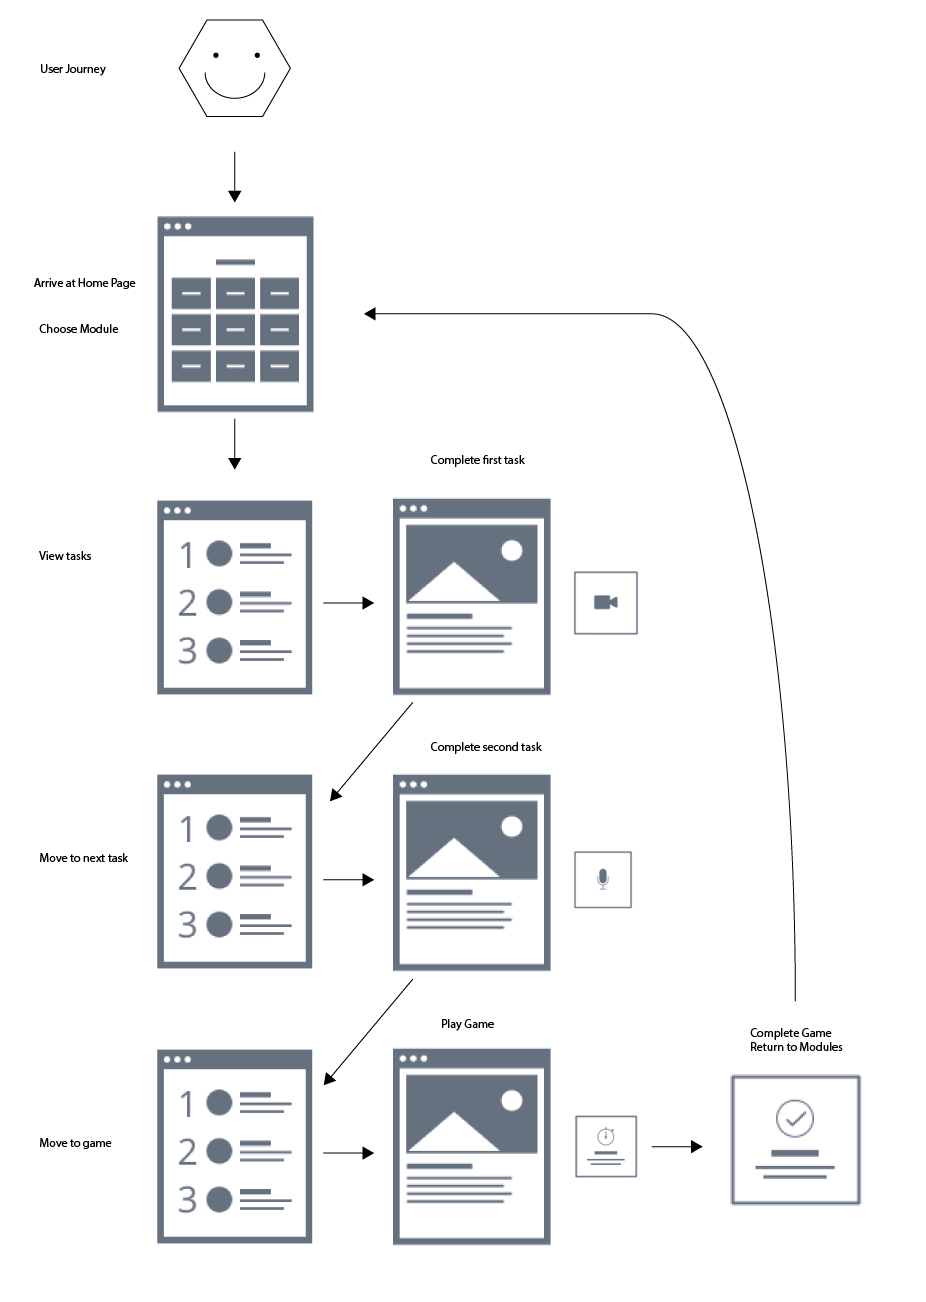 User Journey
Arrive at Home Page
Choose Module
Complete first task
View tasks
1
2
3
Complete second task
Move to next task
1
2
3
Play Game
Complete Game
Return to Modules
Move to game
1
2
3